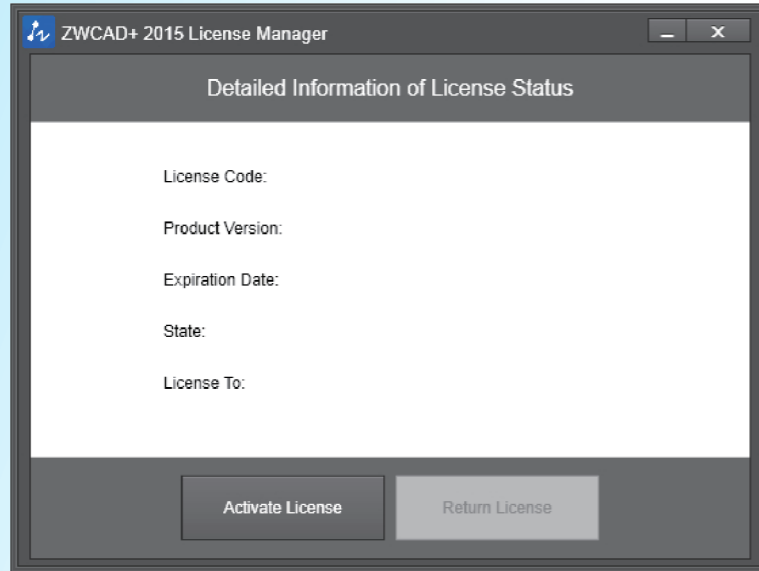 ZWCAD+ 2015 License Manager
Detailed Information of License Status
License Code:
Product Version:
Expiration Date:
State:
License To:
Activate License
Return License